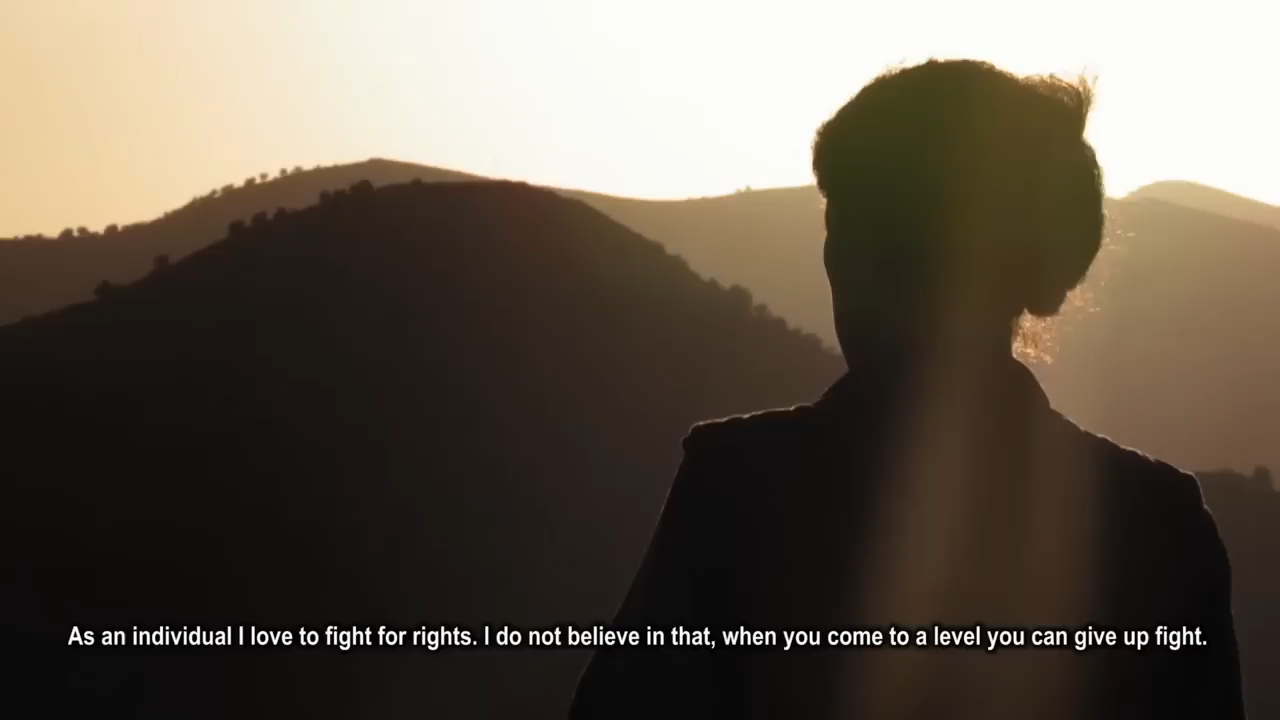 As an individual I love to fight for rights. I do not believe in that, when you come to a level you can give up fight.